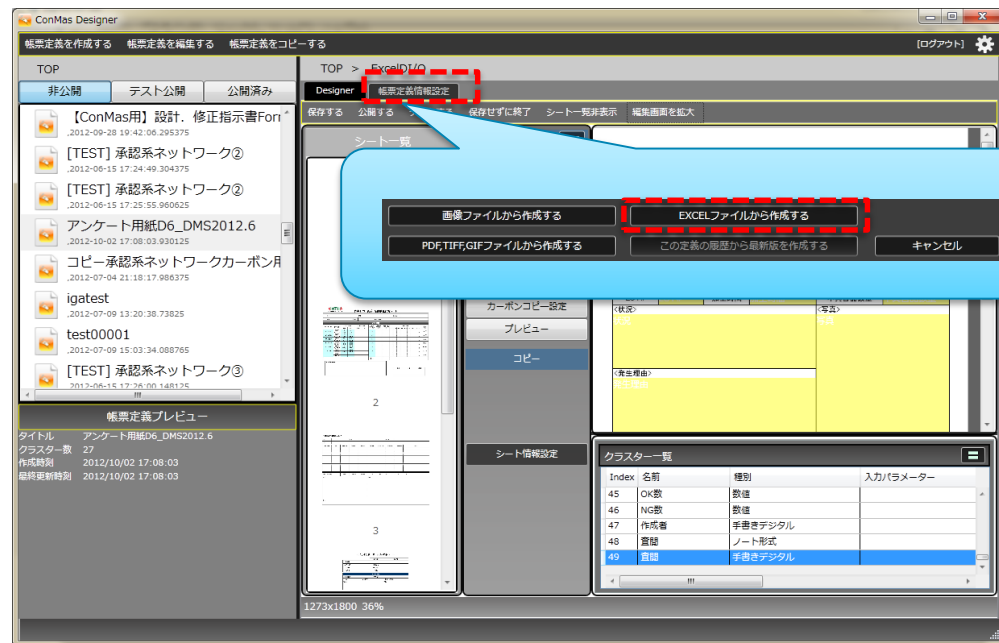 ConMas Designer
帳票定義を作成する 帳票定義を編集する 帳票定義をコピーする
[ログアウト]
TOP
非公開 テスト公開 公開済み
【ConMas用】設計．修正指示書For
,2012-09-28 19:42:06.295375
[TEST] 承認系ネットワーク②
,2012-06-15 17:24:49.304375
[TEST] 承認系ネットワーク②
,2012-06-15 17:25:55.960625
アンケート用紙D6_DMS2012.6
,2012-10-02 17:08:03.930125
コピー承認系ネットワークカーボン用
,2012-07-04 21:18:17.986375
igatest
,2012-07-09 13:20:38.73825
test00001
,2012-07-09 15:03:34.088765
[TEST] 承認系ネットワーク③
2012-06-15 17:26:00.148125
帳票定義プレビュー
タイトル アンケート用紙D6_DMS2012.6
クラスター数 27
作成時刻 2012/10/02 17:08:03
最終更新時刻 2012/10/02 17:08:03
TOP > ExcelDI/O
Designer 帳票定義情報設定
保存する 公開する 保存せずに終了 シート一覧非表示 編集画面を拡大
シート一覧
画像ファイルから作成する EXCELファイルから作成する
PDF,TIFF,GIFファイルから作成する この定義の履歴から最新版を作成する キャンセル
カーボンコピー設定
プレビュー
コピー
<状況> <写真>
<発生理由>
発生理由
2
シート情報設定
3
クラスター一覧
Index 名前 種別 入力パラメーター
45 OK数 数値
46 NG数 数値
47 作成者 手書きデジタル
48 査閲 ノート形式
49 査閲 手書きデジタル
1273x1800 36%